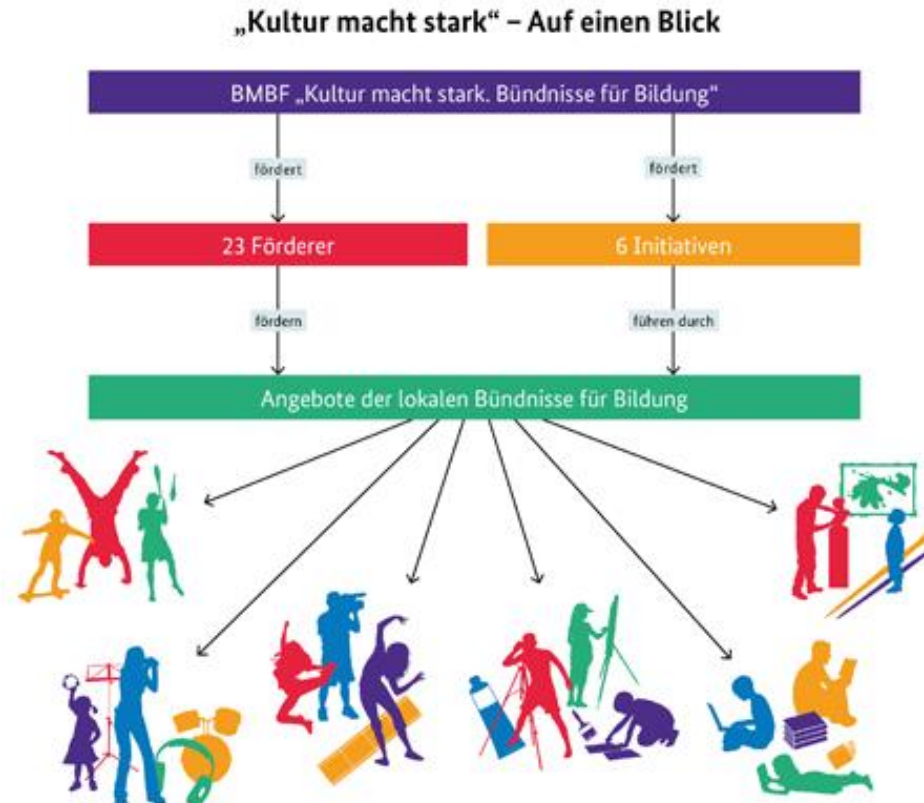 „Kultur macht stark“ – Auf einen Blick
BMBF „Kultur macht stark. Bündnisse für Bildung“
fördert
fördert
23 Förderer
6 Initiativen
fördern
führen durch
Angebote der lokalen Bündnisse für Bildung